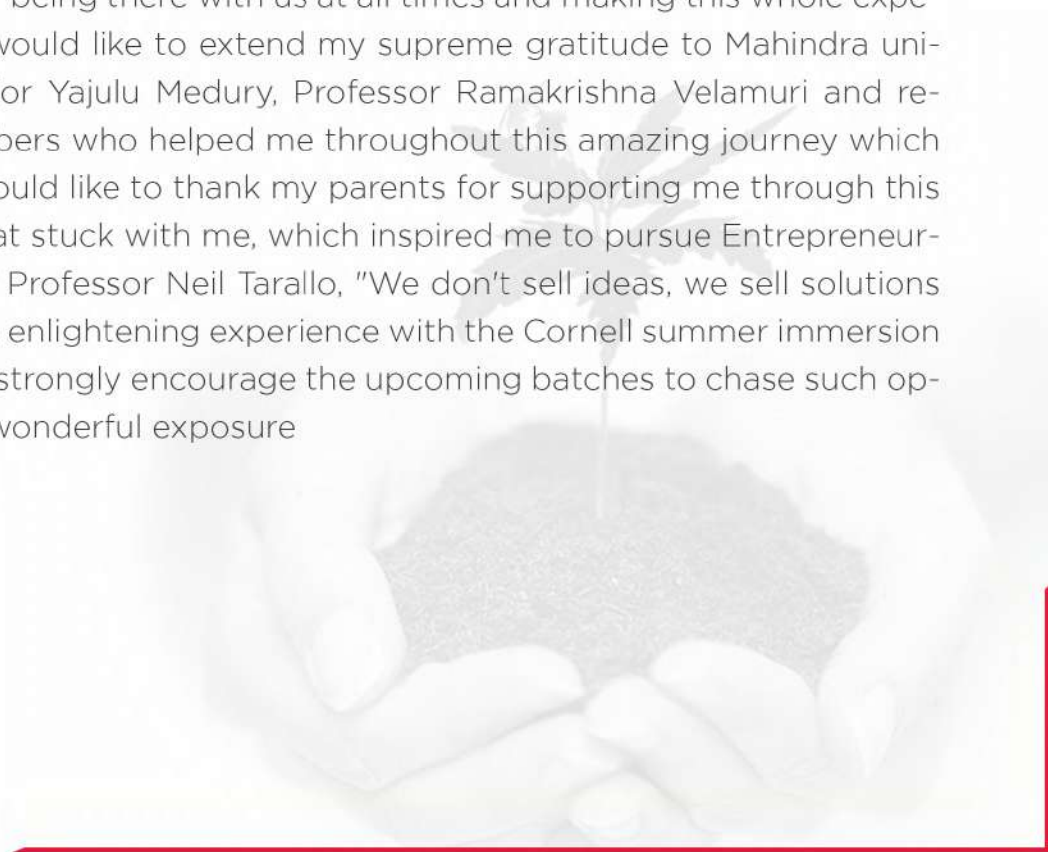 being there with us at all times and making this whole expe-
would like to extend my supreme gratitude to Mahindra uni-
or Yajulu Medury, Professor Ramakrishna Velamuri and re-
bers who helped me throughout this amazing journey which
ould like to thank my parents for supporting me through this
at stuck with me, which inspired me to pursue Entrepreneur-
Professor Neil Tarallo, "We don't sell ideas, we sell solutions
enlightening experience with the Cornell summer immersion
strongly encourage the upcoming batches to chase such op-
wonderful exposure